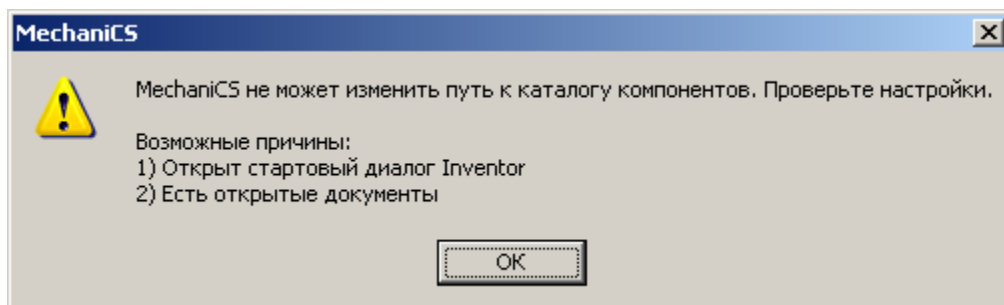 MechaniCS
MechaniCS не может изменить путь к каталогу компонентов. Проверьте настройки.
Возможные причины:
1) Открыт стартовый диалог Inventor
2) Есть открытые документы
OK